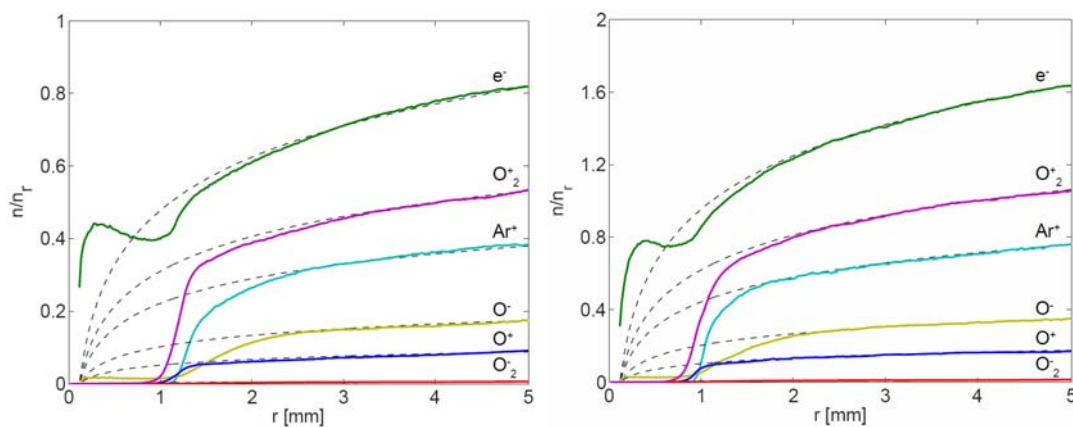 1
0.8
0.6
0.4
0.2
0
n/nᵣ
0 1 2 3 4 5
r [mm]
e⁻
O⁺₂
Ar⁺
O⁻
O⁺
O⁻₂
2
1.6
1.2
0.8
0.4
0
n/nᵣ
0 1 2 3 4 5
r [mm]
e⁻
O⁺₂
Ar⁺
O⁻
O⁺
O⁻₂